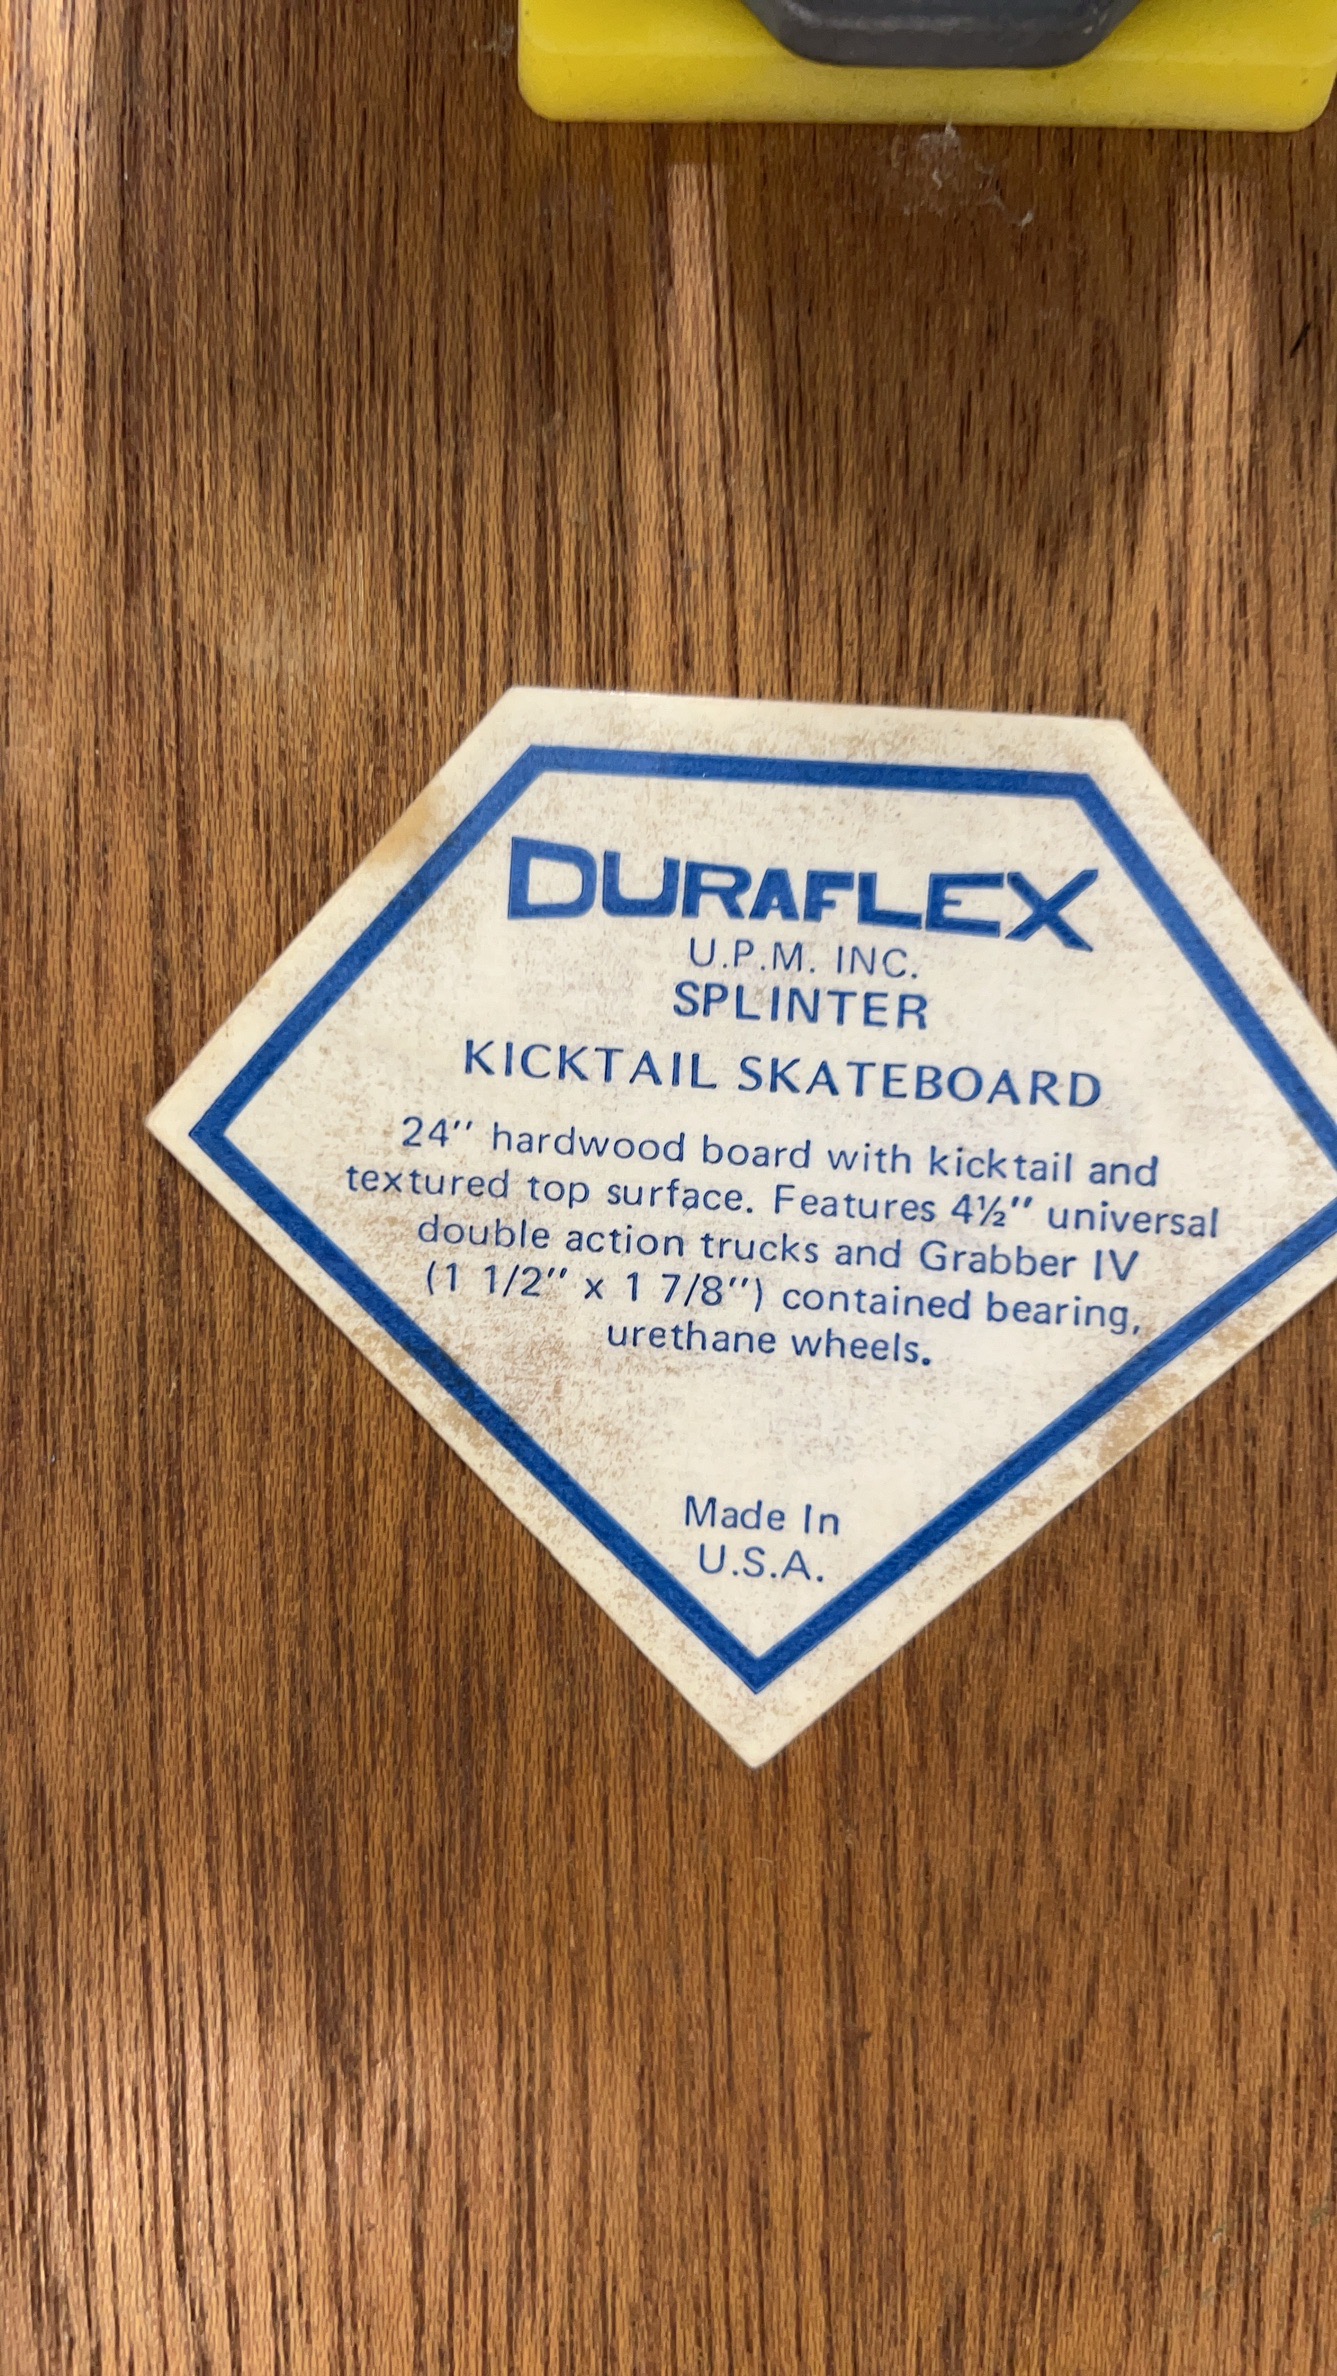 DURAFLEX
U.P.M. INC.
SPLINTER
KICKTAIL SKATEBOARD
24" hardwood board with kicktail and
textured top surface. Features 4½" universal
double action trucks and Grabber IV
(1 1/2" x 1 7/8") contained bearing,
urethane wheels.
Made In
U.S.A.